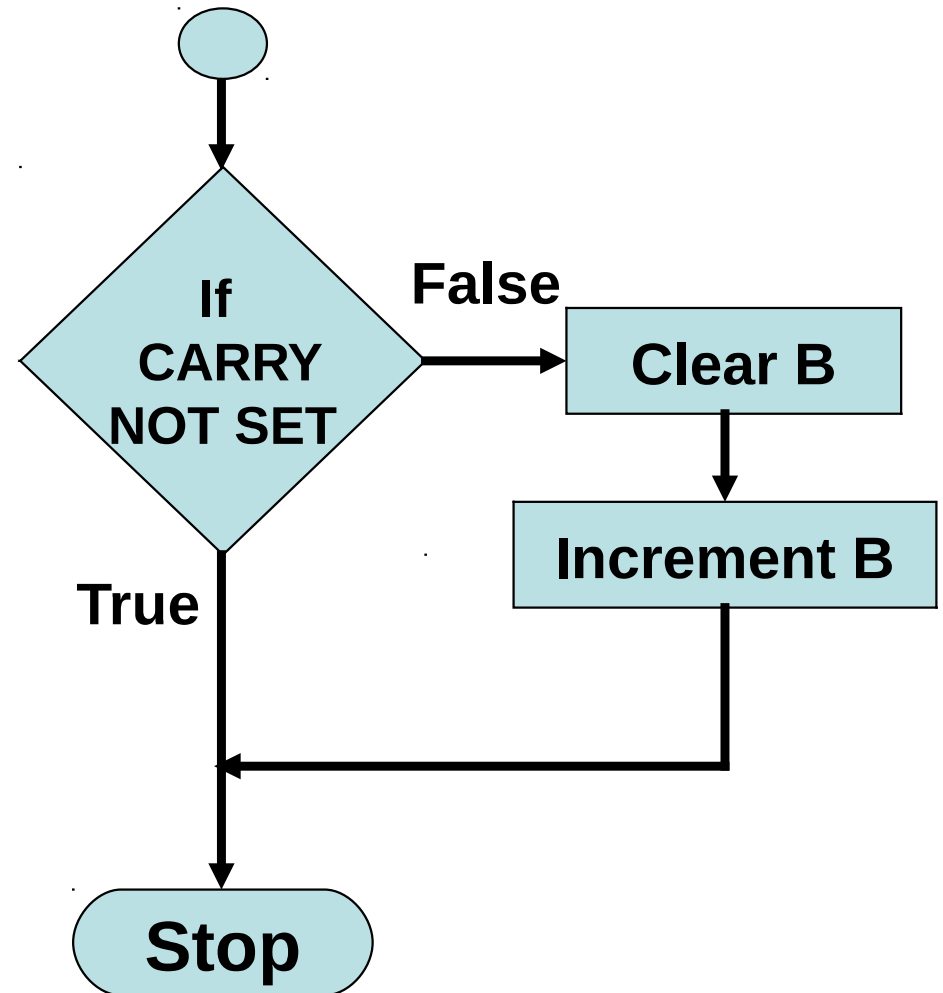 If
CARRY
NOT SET
False
Clear B
Increment B
True
Stop